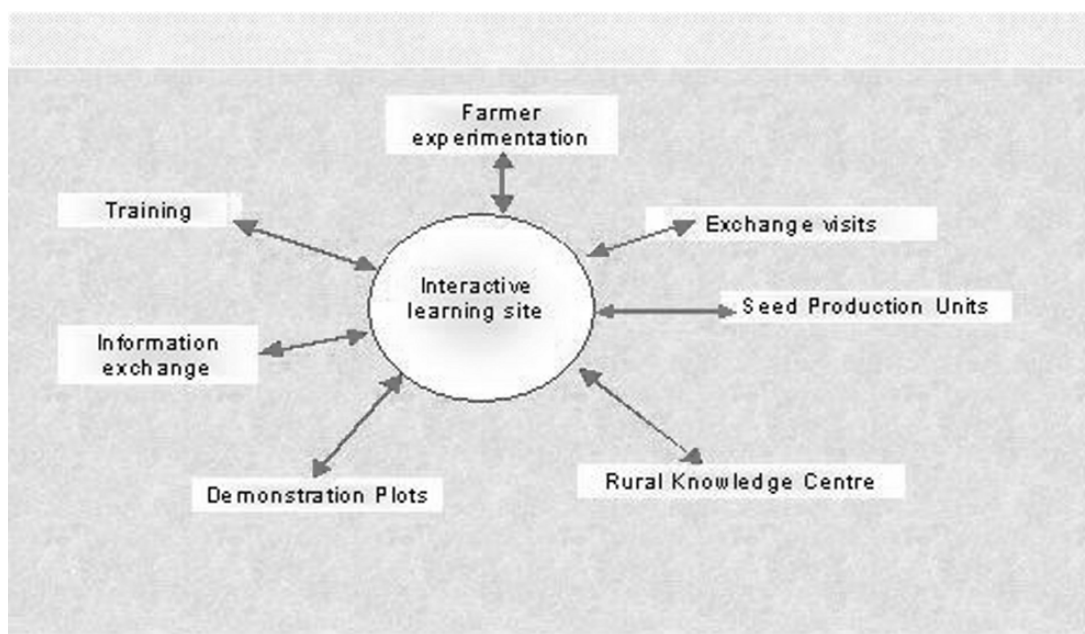 Farmer
experimentation
Training
Exchange visits
Interactive
learning site
Seed Production Units
Information
exchange
Rural Knowledge Centre
Demonstration Plots